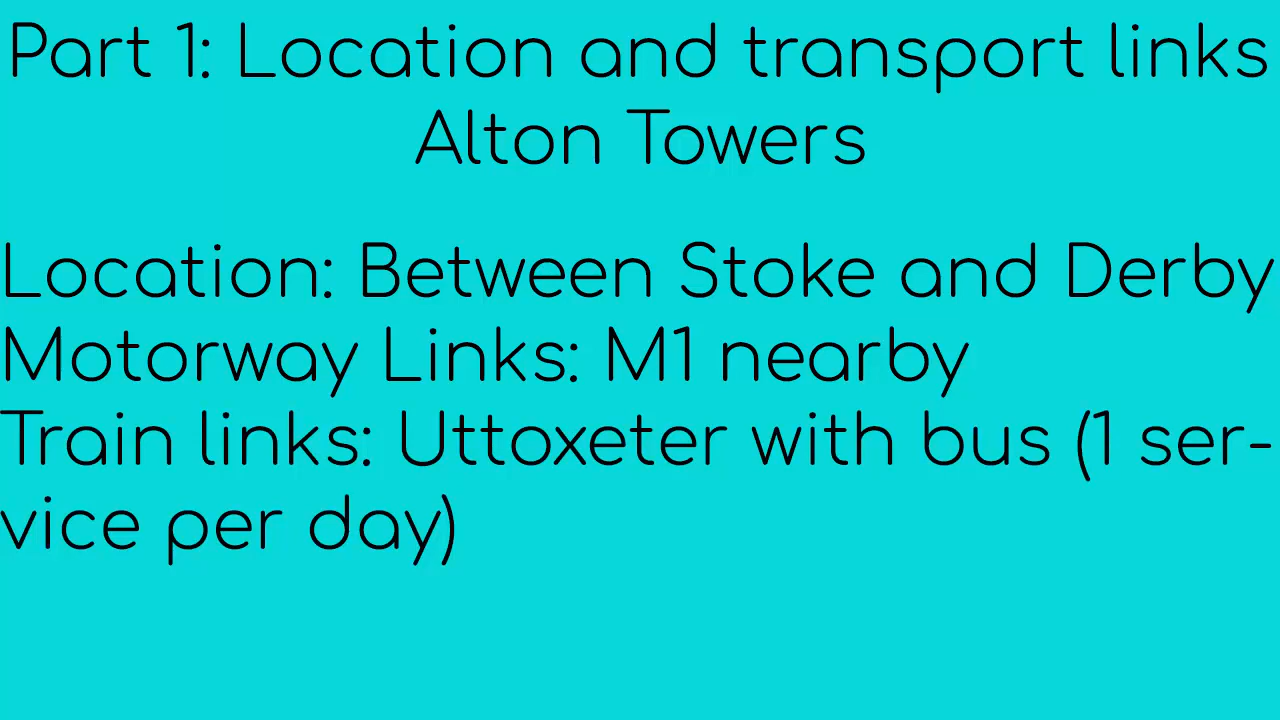 Part 1: Location and transport links
Alton Towers
Location: Between Stoke and Derby
Motorway Links: M1 nearby
Train links: Uttoxeter with bus (1 ser-
vice per day)